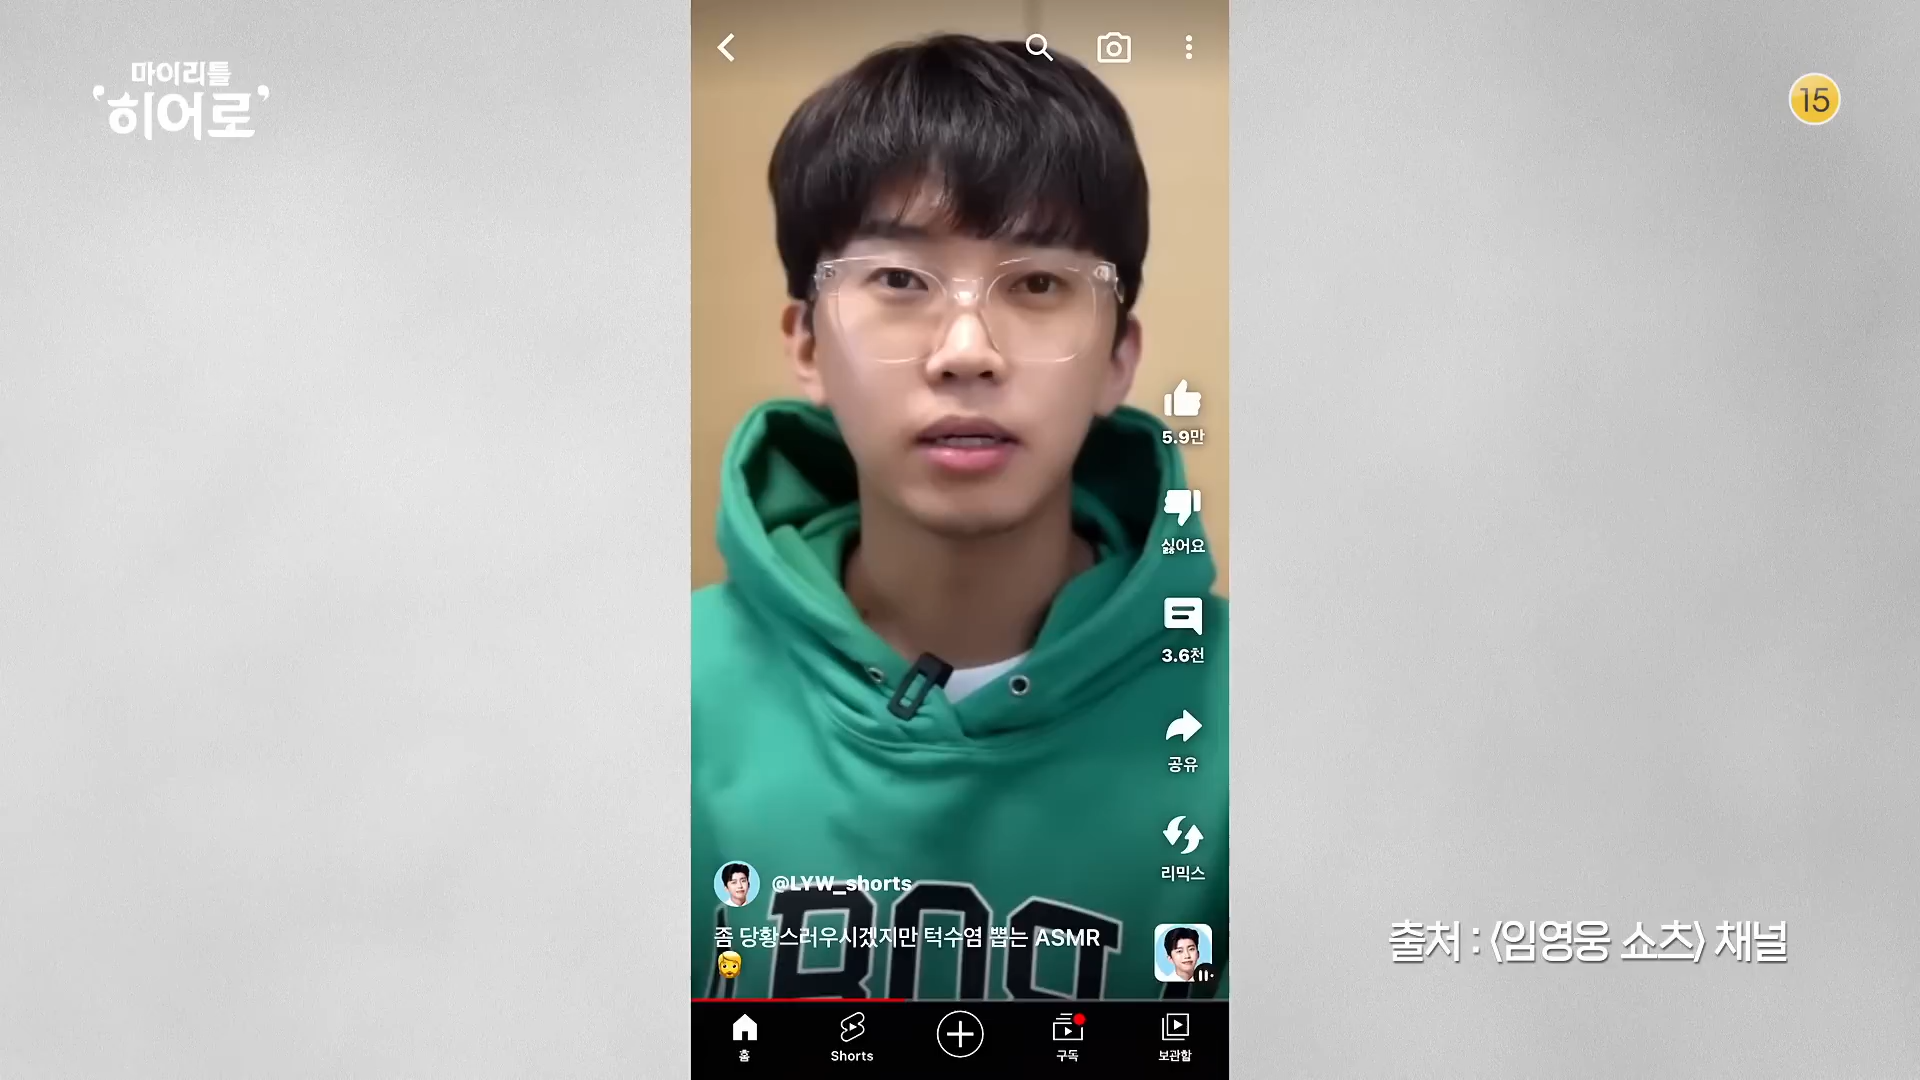 마이리틀
‘히어로’
15
5.9만
싫어요
3.6천
공유
리믹스
@LYW_shorts
좀 당황스러우시겠지만 턱수염 뽑는 ASMR
BOP
출처 : 〈임영웅 쇼츠〉 채널
홈
Shorts
구독
보관함